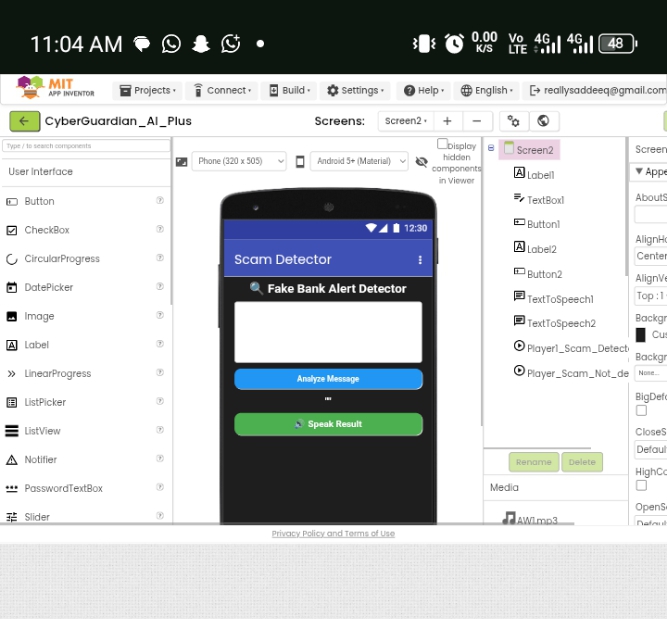 11:04 AM
0.00 K/S Vo LTE 4G 4G 48
MIT APP INVENTOR
Projects Connect Build Settings Help English reallysaddeeq@gmail.com
CyberGuardian_AI_Plus Screens: Screen2 + −
Type / to search components
Phone (320 x 505) Android 5+ (Material) Display hidden components in Viewer
User Interface
Button
CheckBox
CircularProgress
DatePicker
Image
Label
LinearProgress
ListPicker
ListView
Notifier
PasswordTextBox
Slider
12:30
Scam Detector
Fake Bank Alert Detector
Analyze Message
Speak Result
Screen2
Label1
TextBox1
Button1
Label2
Button2
TextToSpeech1
TextToSpeech2
Player1_Scam_Detect
Player_Scam_Not_de
Rename Delete
Media
AW1.mp3
Screen
Appe
AboutS
AlignHo
Center
AlignVe
Top : 1
Backgr
Cus
Backgr
None...
BigDefa
CloseS
Defaul
HighCo
OpenSc
Defaul
Privacy Policy and Terms of Use